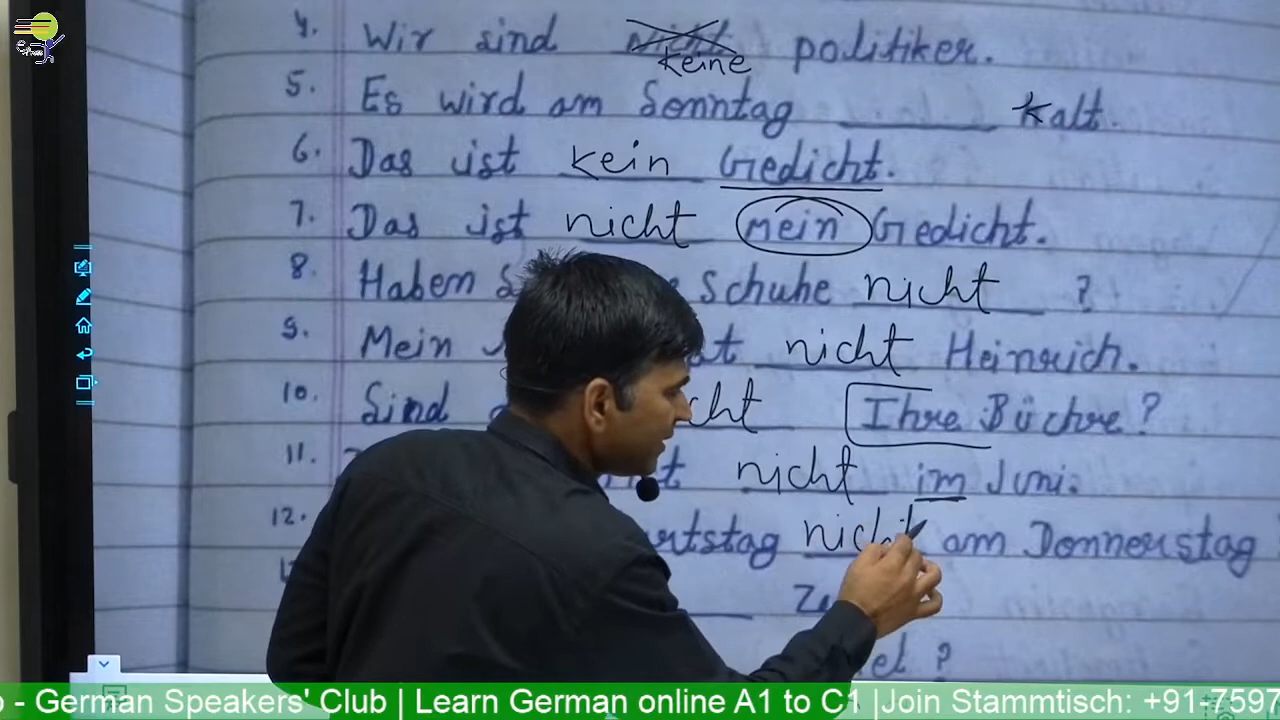 4. Wir sind nicht keine politiker.
5. Es wird am Sonntag ______ kalt.
6. Das ist kein Gedicht.
7. Das ist nicht mein Gedicht.
8. Haben Schuhe nicht ?
9. Mein nicht Heinrich.
10. Sind Ihre Büchre?
11. nicht im Juni.
12. nicht am Donnerstag
- German Speakers' Club | Learn German online A1 to C1 |Join Stammtisch: +91-7597